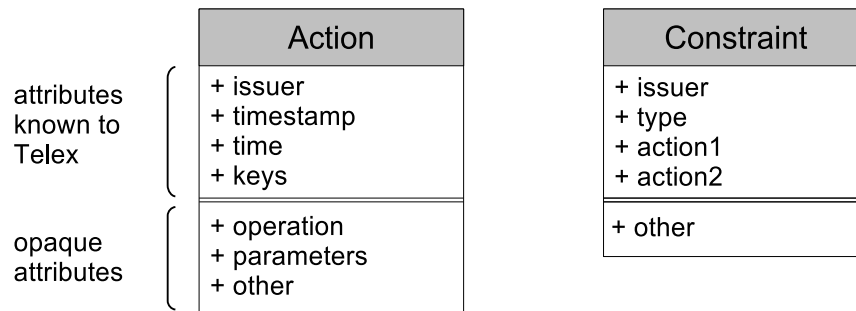 Action
attributes
known to
Telex
+ issuer
+ timestamp
+ time
+ keys
opaque
attributes
+ operation
+ parameters
+ other
Constraint
+ issuer
+ type
+ action1
+ action2
+ other